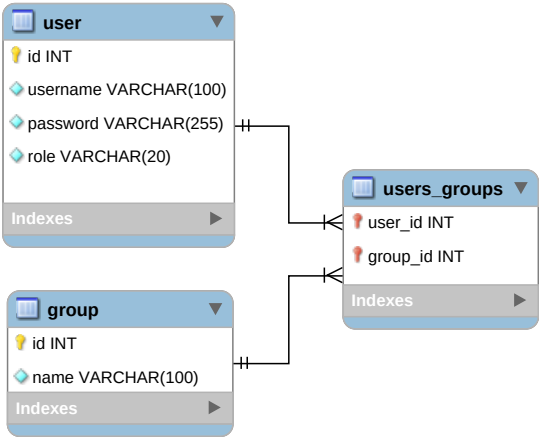 user
id INT
username VARCHAR(100)
password VARCHAR(255)
role VARCHAR(20)
Indexes
users_groups
user_id INT
group_id INT
Indexes
group
id INT
name VARCHAR(100)
Indexes